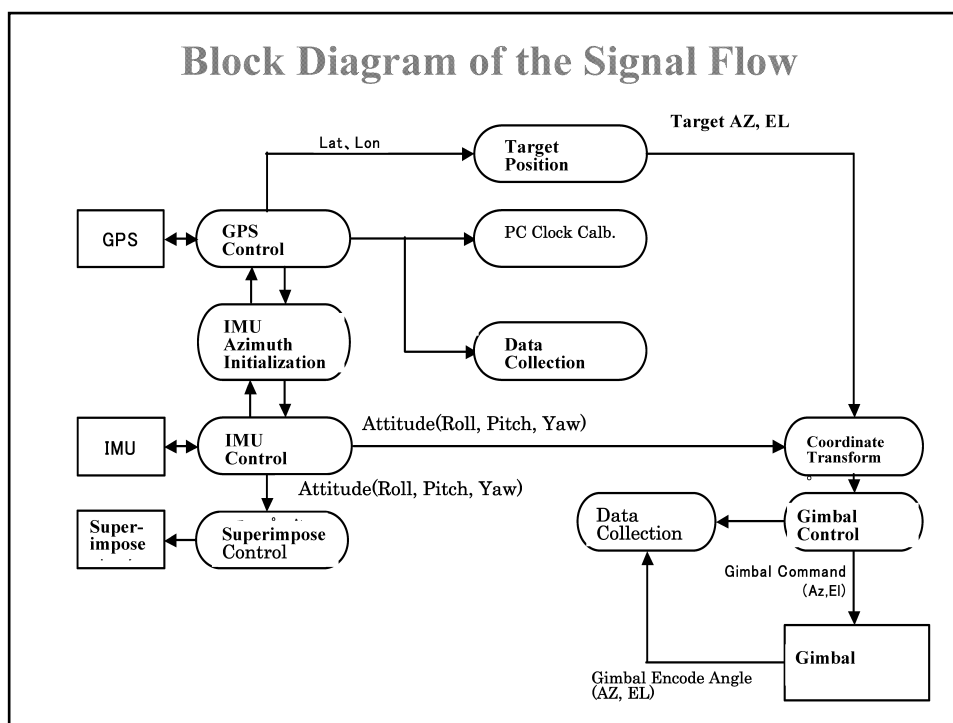 Block Diagram of the Signal Flow
Target AZ, EL
Lat、Lon
Target
Position
GPS
GPS
Control
PC Clock Calb.
IMU
Azimuth
Initialization
Data
Collection
Attitude(Roll, Pitch, Yaw)
IMU
IMU
Control
Coordinate
Transform
Attitude(Roll, Pitch, Yaw)
Super-
impose
Superimpose
Control
Data
Collection
Gimbal
Control
Gimbal Command
(Az,El)
Gimbal
Gimbal Encode Angle
(AZ, EL)